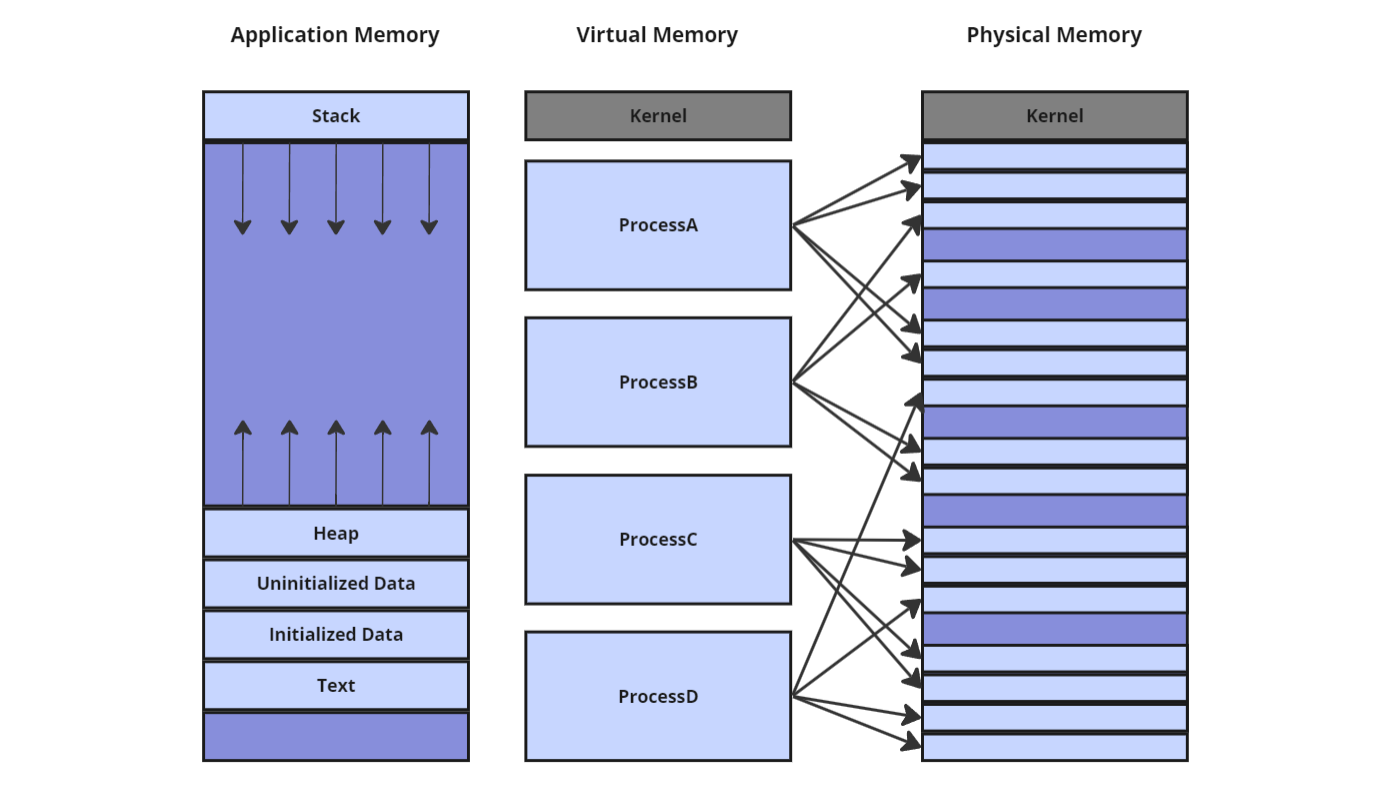 Application Memory
Virtual Memory
Physical Memory
Stack
Heap
Uninitialized Data
Initialized Data
Text
Kernel
ProcessA
ProcessB
ProcessC
ProcessD
Kernel